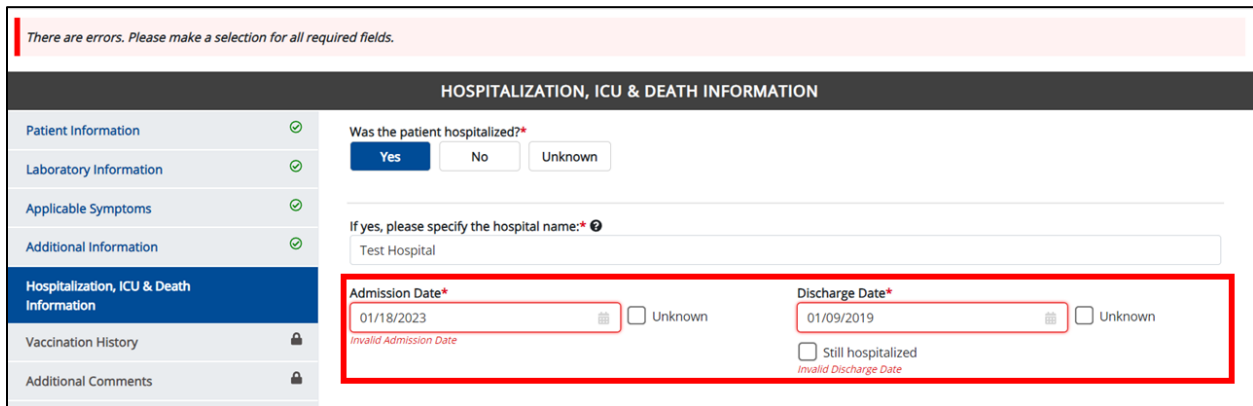 There are errors. Please make a selection for all required fields.
HOSPITALIZATION, ICU & DEATH INFORMATION
Patient Information
Laboratory Information
Applicable Symptoms
Additional Information
Hospitalization, ICU & Death
Information
Vaccination History
Additional Comments
Was the patient hospitalized?*
Yes No Unknown
If yes, please specify the hospital name:*
Test Hospital
Admission Date* Discharge Date*
01/18/2023 Unknown 01/09/2019 Unknown
Invalid Admission Date
Still hospitalized
Invalid Discharge Date